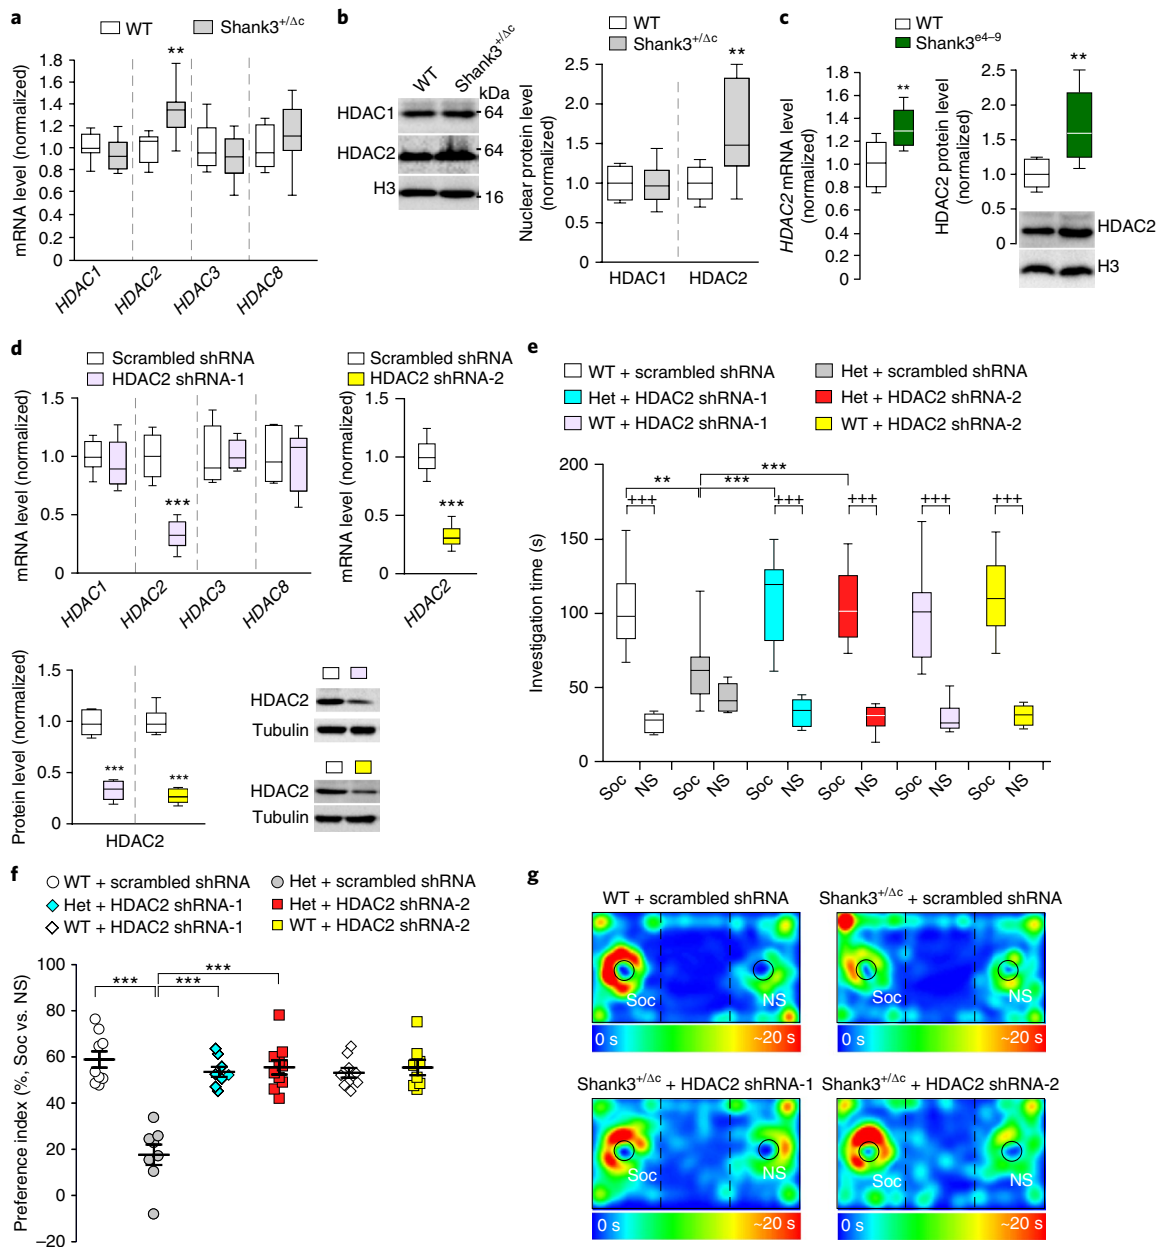 a
WT
Shank3+/Δc
mRNA level (normalized)
1.8
1.6
1.4
1.2
1.0
0.8
0.6
0.4
0.2
0
**
HDAC1
HDAC2
HDAC3
HDAC8
b
WT
Shank3+/Δc
kDa
HDAC1
64
HDAC2
64
H3
16
WT
Shank3+/Δc
Nuclear protein level
(normalized)
2.5
2.0
1.5
1.0
0.5
0
**
HDAC1
HDAC2
c
WT
Shank3e4–9
HDAC2 mRNA level
(normalized)
1.8
1.6
1.4
1.2
1.0
0.8
0.6
0.4
0.2
0
**
HDAC2 protein level
(normalized)
2.5
2.0
1.5
1.0
0.5
0
**
HDAC2
H3
d
Scrambled shRNA
HDAC2 shRNA-1
mRNA level (normalized)
1.5
1.0
0.5
0
***
HDAC1
HDAC2
HDAC3
HDAC8
Scrambled shRNA
HDAC2 shRNA-2
mRNA level (normalized)
1.5
1.0
0.5
0
***
HDAC2
Protein level (normalized)
1.5
1.0
0.5
0
***
***
HDAC2
HDAC2
Tubulin
HDAC2
Tubulin
e
WT + scrambled shRNA
Het + scrambled shRNA
Het + HDAC2 shRNA-1
Het + HDAC2 shRNA-2
WT + HDAC2 shRNA-1
WT + HDAC2 shRNA-2
Investigation time (s)
200
150
100
50
0
**
***
***
+++
+++
+++
+++
+++
Soc
NS
Soc
NS
Soc
NS
Soc
NS
Soc
NS
Soc
NS
f
WT + scrambled shRNA
Het + scrambled shRNA
Het + HDAC2 shRNA-1
Het + HDAC2 shRNA-2
WT + HDAC2 shRNA-1
WT + HDAC2 shRNA-2
Preference index (%, Soc vs. NS)
100
80
60
40
20
0
–20
***
***
***
g
WT + scrambled shRNA
Soc
NS
0 s
~20 s
Shank3+/Δc + scrambled shRNA
Soc
NS
0 s
~20 s
Shank3+/Δc + HDAC2 shRNA-1
Soc
NS
0 s
~20 s
Shank3+/Δc + HDAC2 shRNA-2
Soc
NS
0 s
~20 s